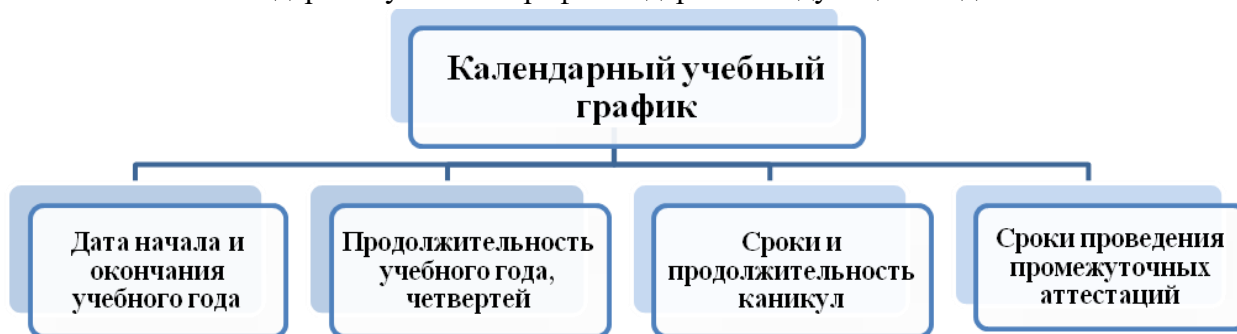 Календарный учебный
график
Дата начала и
окончания
учебного года
Продолжительность
учебного года,
четвертей
Сроки и
продолжительность
каникул
Сроки проведения
промежуточных
аттестаций